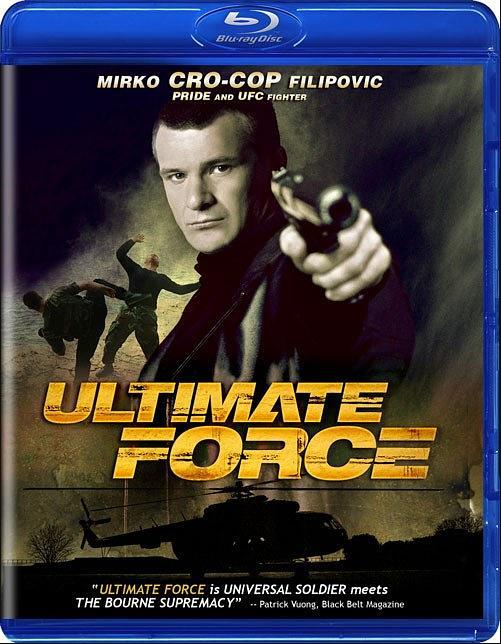 Blu-ray Disc
MIRKO CRO-COP FILIPOVIC
PRIDE AND UFC FIGHTER
ULTIMATE
FORCE
"ULTIMATE FORCE is UNIVERSAL SOLDIER meets
THE BOURNE SUPREMACY" -- Patrick Vuong, Black Belt Magazine